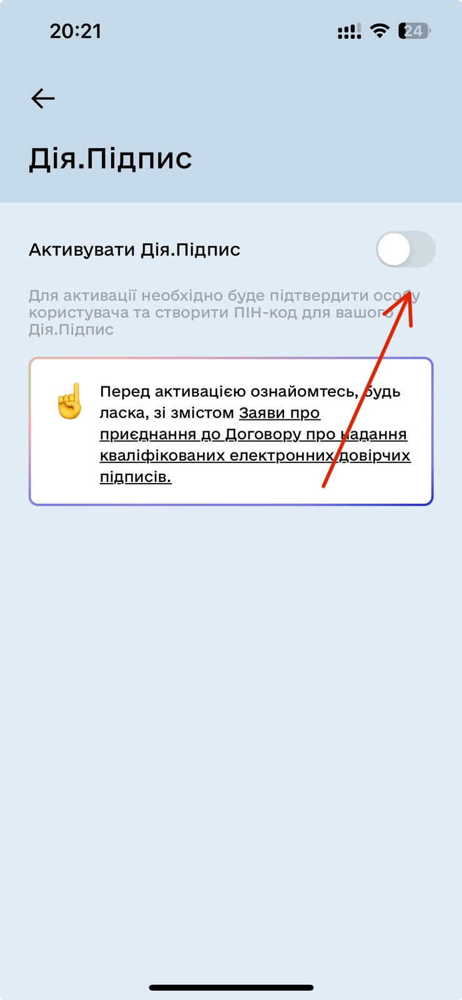 20:21
24
Дія.Підпис
Активувати Дія.Підпис
Для активації необхідно буде підтвердити особу
користувача та створити ПІН-код для вашого
Дія.Підпис
Перед активацією ознайомтесь, будь
ласка, зі змістом Заяви про
приєднання до Договору про надання
кваліфікованих електронних довірчих
підписів.